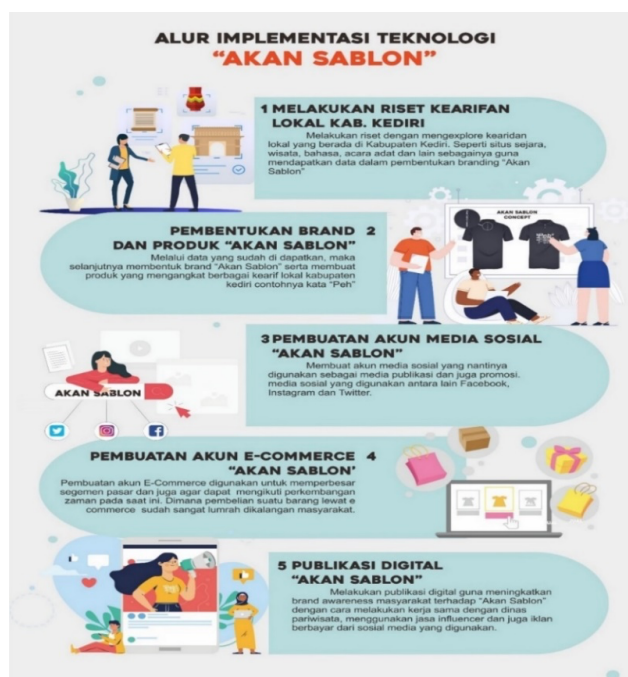 ALUR IMPLEMENTASI TEKNOLOGI
“AKAN SABLON”
1 MELAKUKAN RISET KEARIFAN
LOKAL KAB. KEDIRI
Melakukan riset dengan mengexplore kearidan
lokal yang berada di Kabupaten Kediri. Seperti situs sejara,
wisata, bahasa, acara adat dan lain sebagainya guna
mendapatkan data dalam pembentukan branding “Akan
Sablon”
PEMBENTUKAN BRAND 2
DAN PRODUK “AKAN SABLON”
Melalui data yang sudah di dapatkan, maka
selanjutnya membentuk brand “Akan Sablon” serta membuat
produk yang mengangkat berbagai kearif lokal kabupaten
kediri contohnya kata “Peh”
AKAN SABLON
CONCEPT
3 PEMBUATAN AKUN MEDIA SOSIAL
“AKAN SABLON”
Membuat akun media sosial yang nantinya
digunakan sebagai media publikasi dan juga promosi,
media sosial yang digunakan antara lain Facebook,
Instagram dan Twitter.
AKAN SABLON
PEMBUATAN AKUN E-COMMERCE 4
“AKAN SABLON’
Pembuatan akun E-Commerce digunakan untuk memperbesar
segemen pasar dan juga agar dapat mengikuti perkembangan
zaman pada saat ini. Dimana pembelian suatu barang lewat e
commerce sudah sangat lumrah dikalangan masyarakat.
5 PUBLIKASI DIGITAL
“AKAN SABLON”
Melakukan publikasi digital guna meningkatkan
brand awareness masyarakat terhadap “Akan Sablon”
dengan cara melakukan kerja sama dengan dinas
pariwisata, menggunakan jasa influencer dan juga iklan
berbayar dari sosial media yang digunakan.